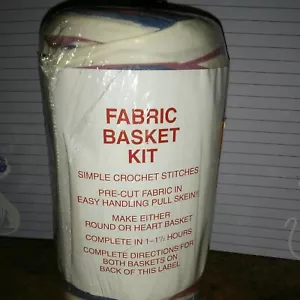 FABRIC
BASKET
KIT
SIMPLE CROCHET STITCHES
PRE-CUT FABRIC IN
EASY HANDLING PULL SKEIN!!
MAKE EITHER
ROUND OR HEART BASKET
COMPLETE IN 1-1½ HOURS
COMPLETE DIRECTIONS FOR
BOTH BASKETS ON
BACK OF THIS LABEL